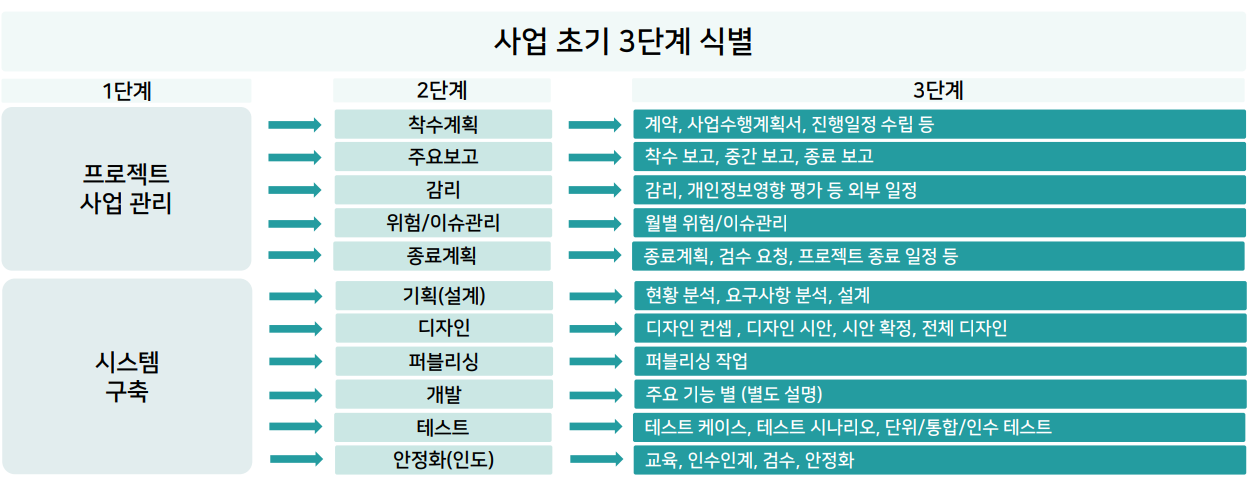 사업 초기 3단계 식별
1단계
2단계
3단계
프로젝트
사업 관리
착수계획
계약, 사업수행계획서, 진행일정 수립 등
주요보고
착수 보고, 중간 보고, 종료 보고
감리
감리, 개인정보영향 평가 등 외부 일정
위험/이슈관리
월별 위험/이슈관리
종료계획
종료계획, 검수 요청, 프로젝트 종료 일정 등
시스템
구축
기획(설계)
현황 분석, 요구사항 분석, 설계
디자인
디자인 컨셉 , 디자인 시안, 시안 확정, 전체 디자인
퍼블리싱
퍼블리싱 작업
개발
주요 기능 별 (별도 설명)
테스트
테스트 케이스, 테스트 시나리오, 단위/통합/인수 테스트
안정화(인도)
교육, 인수인계, 검수, 안정화